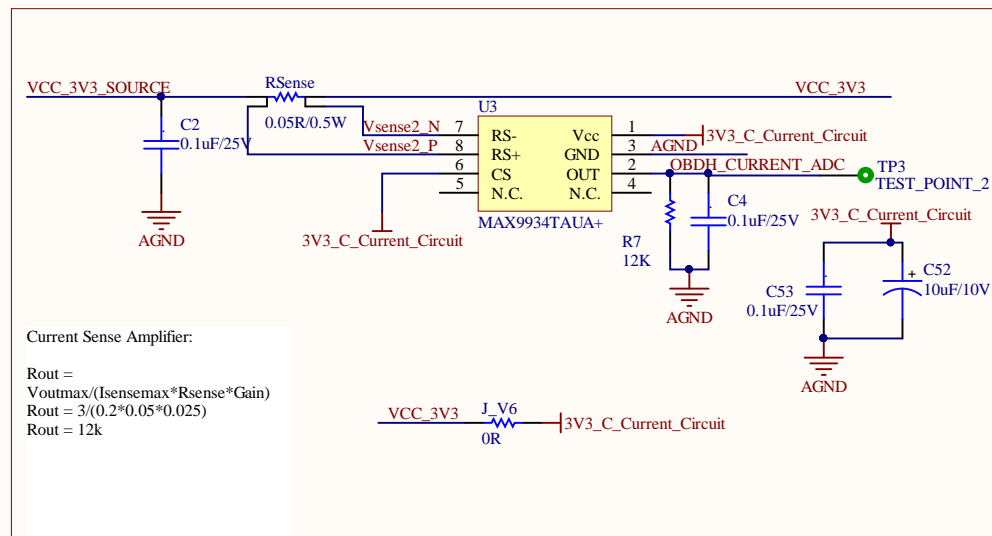 VCC_3V3_SOURCE
RSense
VCC_3V3
0.05R/0.5W
U3
C2
0.1uF/25V
Vsense2_N
7
RS-
Vcc
1
3V3_C_Current_Circuit
Vsense2_P
8
RS+
GND
3
AGND
6
CS
OUT
2
OBDH_CURRENT_ADC
5
N.C.
N.C.
4
TP3
TEST_POINT_2
MAX9934TAUA+
C4
0.1uF/25V
AGND
3V3_C_Current_Circuit
R7
12K
3V3_C_Current_Circuit
AGND
C53
0.1uF/25V
+
C52
10uF/10V
AGND
Current Sense Amplifier:
Rout =
Voutmax/(Isensemax*Rsense*Gain)
Rout = 3/(0.2*0.05*0.025)
Rout = 12k
VCC_3V3
J_V6
0R
3V3_C_Current_Circuit